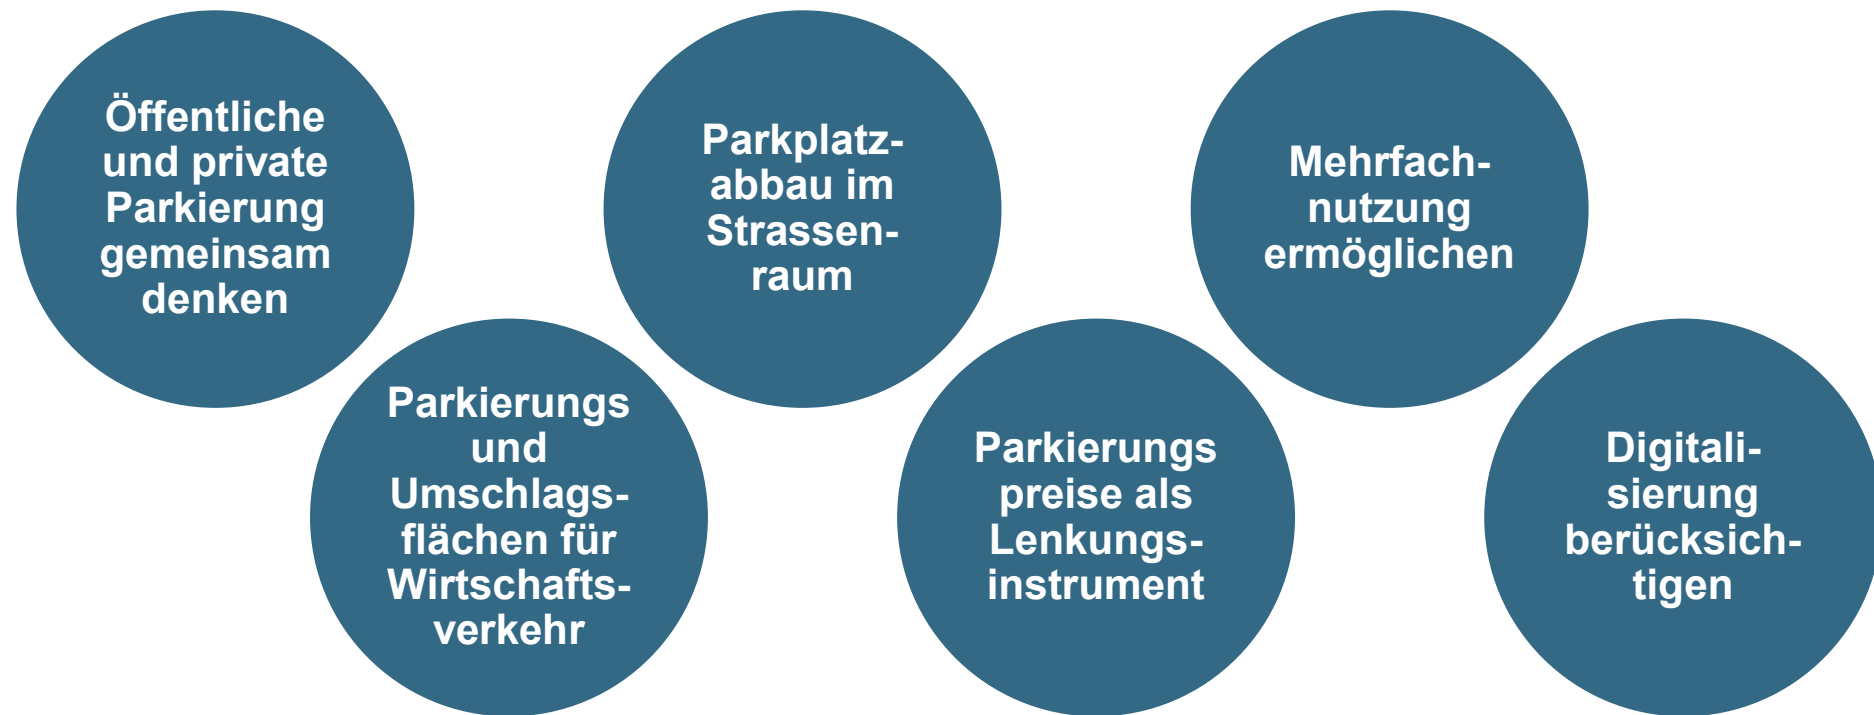 Öffentliche
und private
Parkierung
gemeinsam
denken
Parkierungs
und
Umschlags-
flächen für
Wirtschafts-
verkehr
Parkplatz-
abbau im
Strassen-
raum
Parkierungs
preise als
Lenkungs-
instrument
Mehrfach-
nutzung
ermöglichen
Digitali-
sierung
berücksich-
tigen